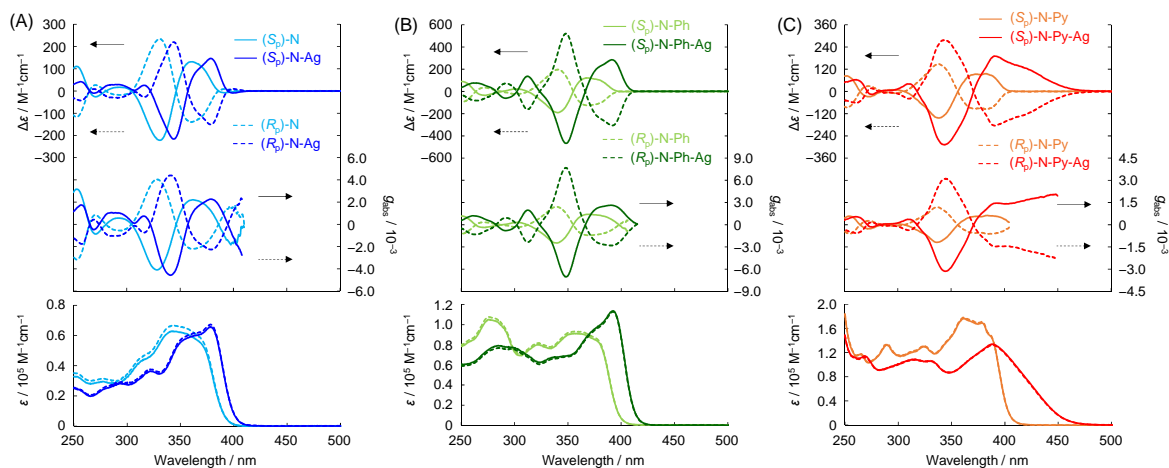 (A)
300
200
100
0
−100
−200
−300
Δε / M⁻¹cm⁻¹
(Sp)-N
(Sp)-N-Ag
(Rp)-N
(Rp)-N-Ag
6.0
4.0
2.0
0
−2.0
−4.0
−6.0
gabs / 10⁻³
0.8
0.6
0.4
0.2
0.0
ε / 10⁵ M⁻¹cm⁻¹
250 300 350 400 450 500
Wavelength / nm
(B)
600
400
200
0
−200
−400
−600
Δε / M⁻¹cm⁻¹
(Sp)-N-Ph
(Sp)-N-Ph-Ag
(Rp)-N-Ph
(Rp)-N-Ph-Ag
9.0
6.0
3.0
0
−3.0
−6.0
−9.0
gabs / 10⁻³
1.2
1.0
0.8
0.6
0.4
0.2
0.0
ε / 10⁵ M⁻¹cm⁻¹
250 300 350 400 450 500
Wavelength / nm
(C)
360
240
120
0
−120
−240
−360
Δε / M⁻¹cm⁻¹
(Sp)-N-Py
(Sp)-N-Py-Ag
(Rp)-N-Py
(Rp)-N-Py-Ag
4.5
3.0
1.5
0
−1.5
−3.0
−4.5
gabs / 10⁻³
2.0
1.6
1.2
0.8
0.4
0.0
ε / 10⁵ M⁻¹cm⁻¹
250 300 350 400 450 500
Wavelength / nm